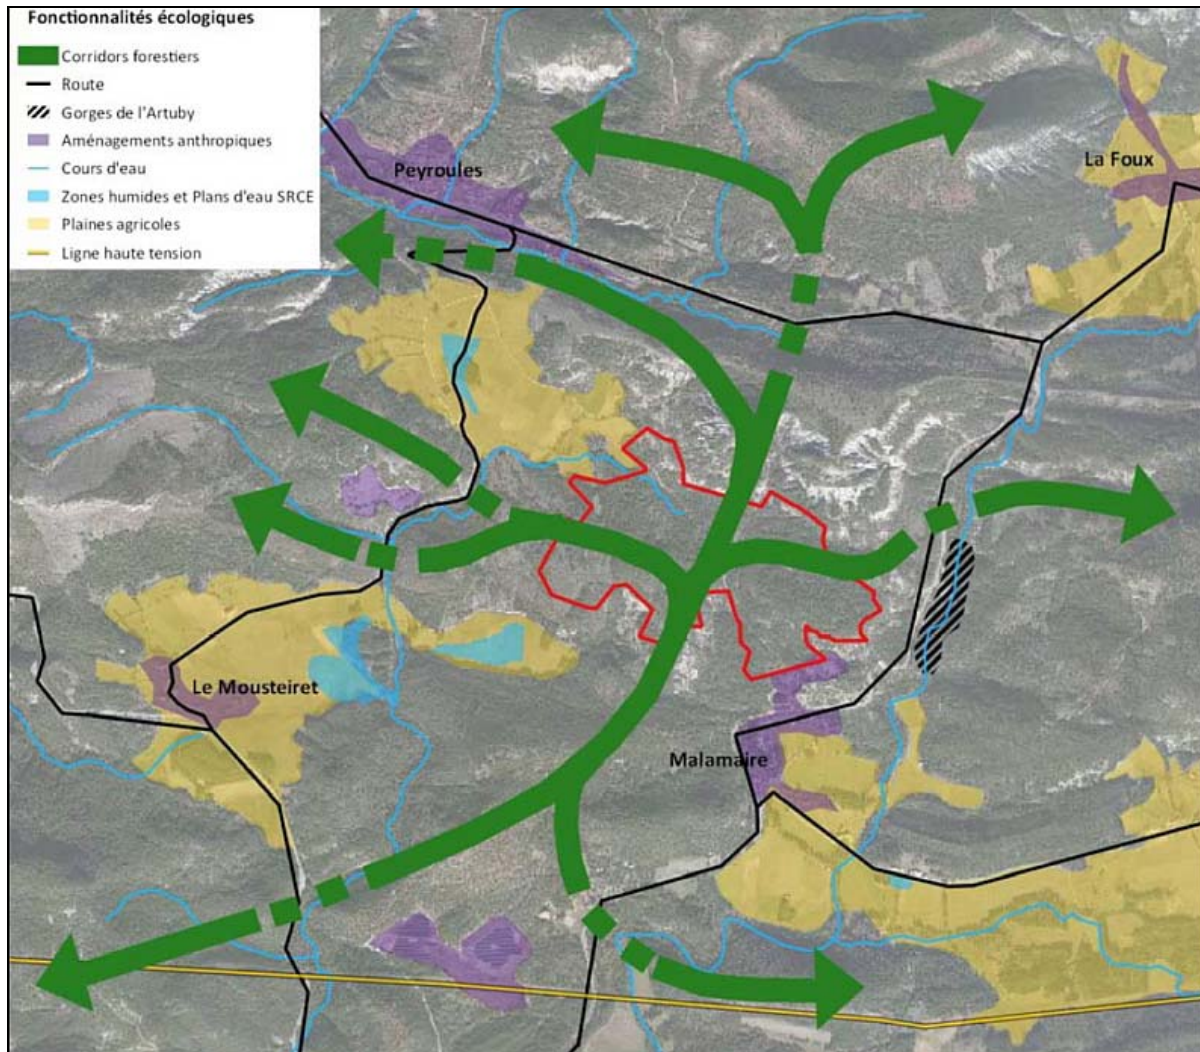 Fonctionnalités écologiques
Corridors forestiers
Route
Gorges de l'Artuby
Aménagements anthropiques
Cours d'eau
Zones humides et Plans d'eau SRCE
Plaines agricoles
Ligne haute tension
Peyroules
La Foux
Le Mousteiret
Malamaire